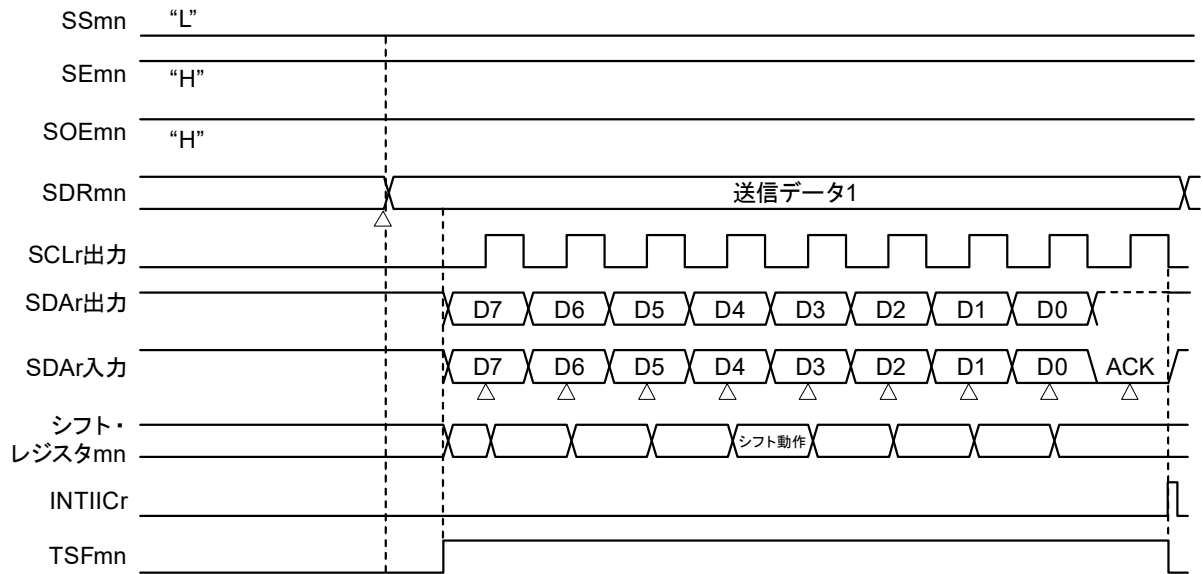 SSmn “L”
SEmn “H”
SOEmn “H”
SDRmn 送信データ1
SCLr出力
SDAr出力 D7 D6 D5 D4 D3 D2 D1 D0
SDAr入力 D7 D6 D5 D4 D3 D2 D1 D0 ACK
シフト・
レジスタmn シフト動作
INTIICr
TSFmn